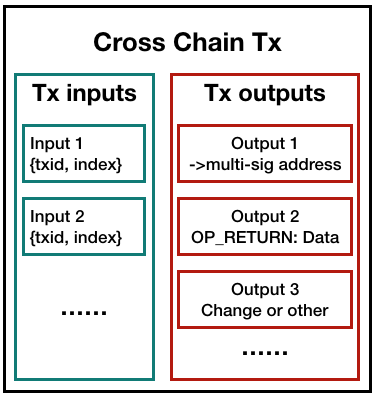 Cross Chain Tx
Tx inputs
Input 1
{txid, index}
Input 2
{txid, index}
......
Tx outputs
Output 1
->multi-sig address
Output 2
OP_RETURN: Data
Output 3
Change or other
......